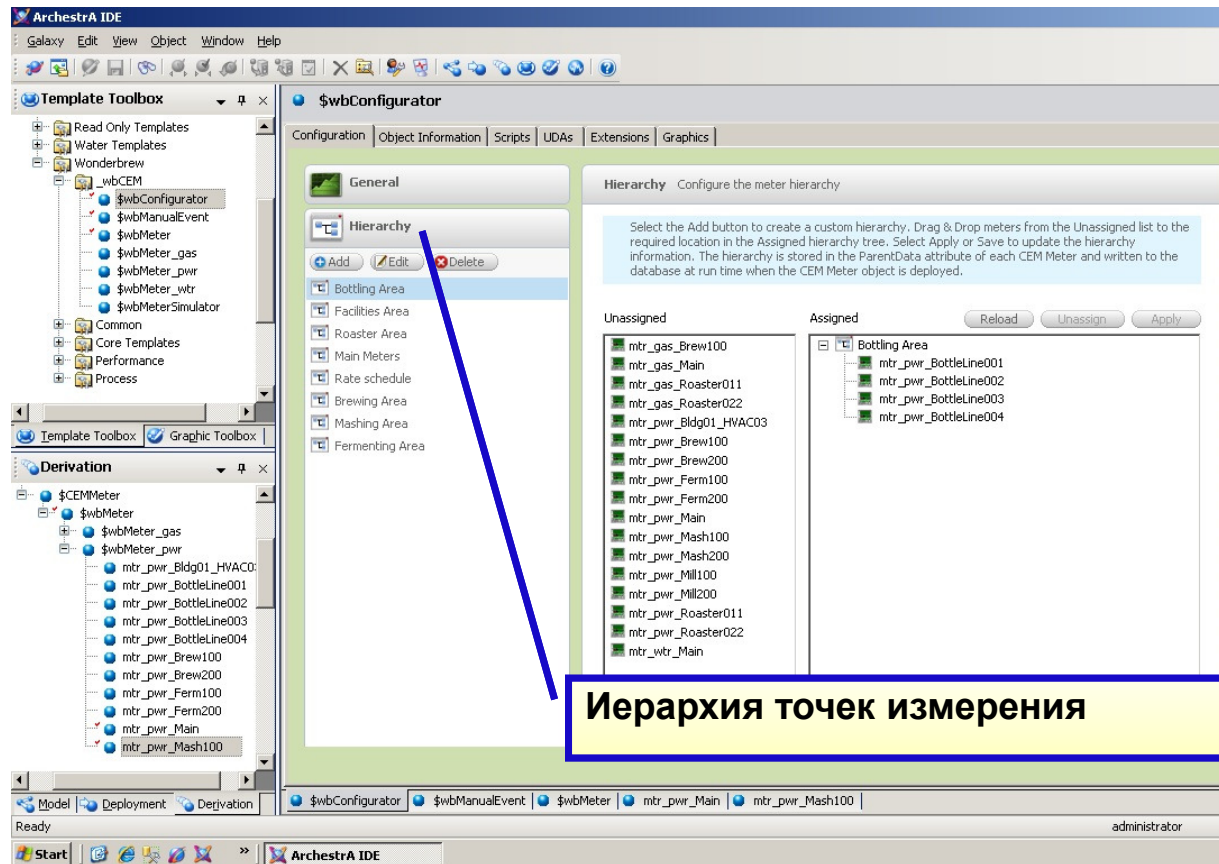 ArchestrA IDE
Galaxy Edit View Object Window Help
Template Toolbox
Read Only Templates
Water Templates
Wonderbrew
_wbCEM
$wbConfigurator
$wbManualEvent
$wbMeter
$wbMeter_gas
$wbMeter_pwr
$wbMeter_wtr
$wbMeterSimulator
Common
Core Templates
Performance
Process
Template Toolbox Graphic Toolbox
Derivation
$CEMMeter
$wbMeter
$wbMeter_gas
$wbMeter_pwr
mtr_pwr_Bldg01_HVAC0
mtr_pwr_BottleLine001
mtr_pwr_BottleLine002
mtr_pwr_BottleLine003
mtr_pwr_BottleLine004
mtr_pwr_Brew100
mtr_pwr_Brew200
mtr_pwr_Ferm100
mtr_pwr_Ferm200
mtr_pwr_Main
mtr_pwr_Mash100
Model Deployment Derivation
$wbConfigurator
Configuration Object Information Scripts UDAs Extensions Graphics
General
Hierarchy
Add Edit Delete
Bottling Area
Facilities Area
Roaster Area
Main Meters
Rate schedule
Brewing Area
Mashing Area
Fermenting Area
Hierarchy Configure the meter hierarchy
Select the Add button to create a custom hierarchy. Drag & Drop meters from the Unassigned list to the
required location in the Assigned hierarchy tree. Select Apply or Save to update the hierarchy
information. The hierarchy is stored in the ParentData attribute of each CEM Meter and written to the
database at run time when the CEM Meter object is deployed.
Unassigned
mtr_gas_Brew100
mtr_gas_Main
mtr_gas_Roaster011
mtr_gas_Roaster022
mtr_pwr_Bldg01_HVAC03
mtr_pwr_Brew100
mtr_pwr_Brew200
mtr_pwr_Ferm100
mtr_pwr_Ferm200
mtr_pwr_Main
mtr_pwr_Mash100
mtr_pwr_Mash200
mtr_pwr_Mill100
mtr_pwr_Mill200
mtr_pwr_Roaster011
mtr_pwr_Roaster022
mtr_wtr_Main
Assigned Reload Unassign Apply
Bottling Area
mtr_pwr_BottleLine001
mtr_pwr_BottleLine002
mtr_pwr_BottleLine003
mtr_pwr_BottleLine004
Иерархия точек измерения
$wbConfigurator $wbManualEvent $wbMeter mtr_pwr_Main mtr_pwr_Mash100
Ready administrator
Start » ArchestrA IDE